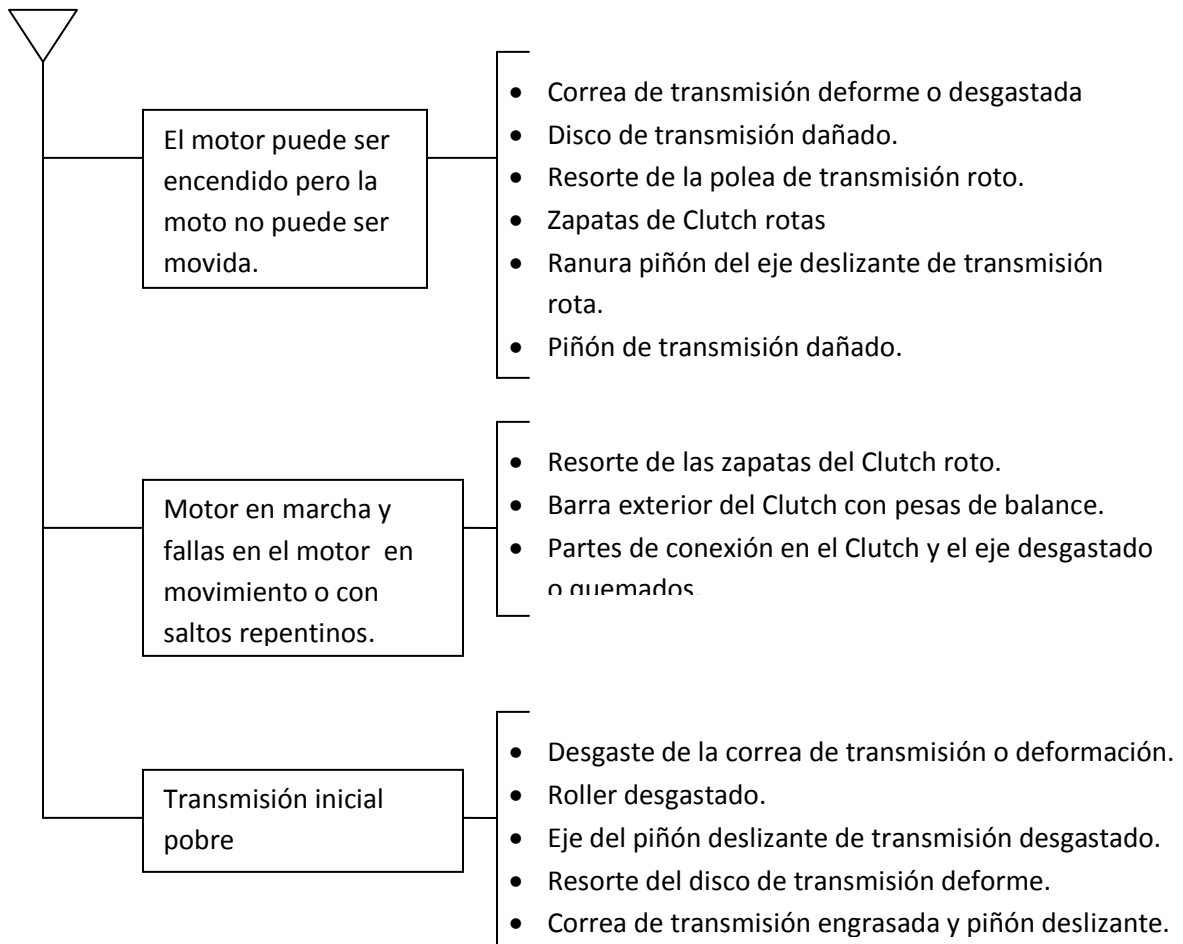 El motor puede ser
encendido pero la
moto no puede ser
movida.
• Correa de transmisión deforme o desgastada
• Disco de transmisión dañado.
• Resorte de la polea de transmisión roto.
• Zapatas de Clutch rotas
• Ranura piñón del eje deslizante de transmisión
rota.
• Piñón de transmisión dañado.
Motor en marcha y
fallas en el motor en
movimiento o con
saltos repentinos.
• Resorte de las zapatas del Clutch roto.
• Barra exterior del Clutch con pesas de balance.
• Partes de conexión en el Clutch y el eje desgastado
o quemados.
Transmisión inicial
pobre
• Desgaste de la correa de transmisión o deformación.
• Roller desgastado.
• Eje del piñón deslizante de transmisión desgastado.
• Resorte del disco de transmisión deforme.
• Correa de transmisión engrasada y piñón deslizante.